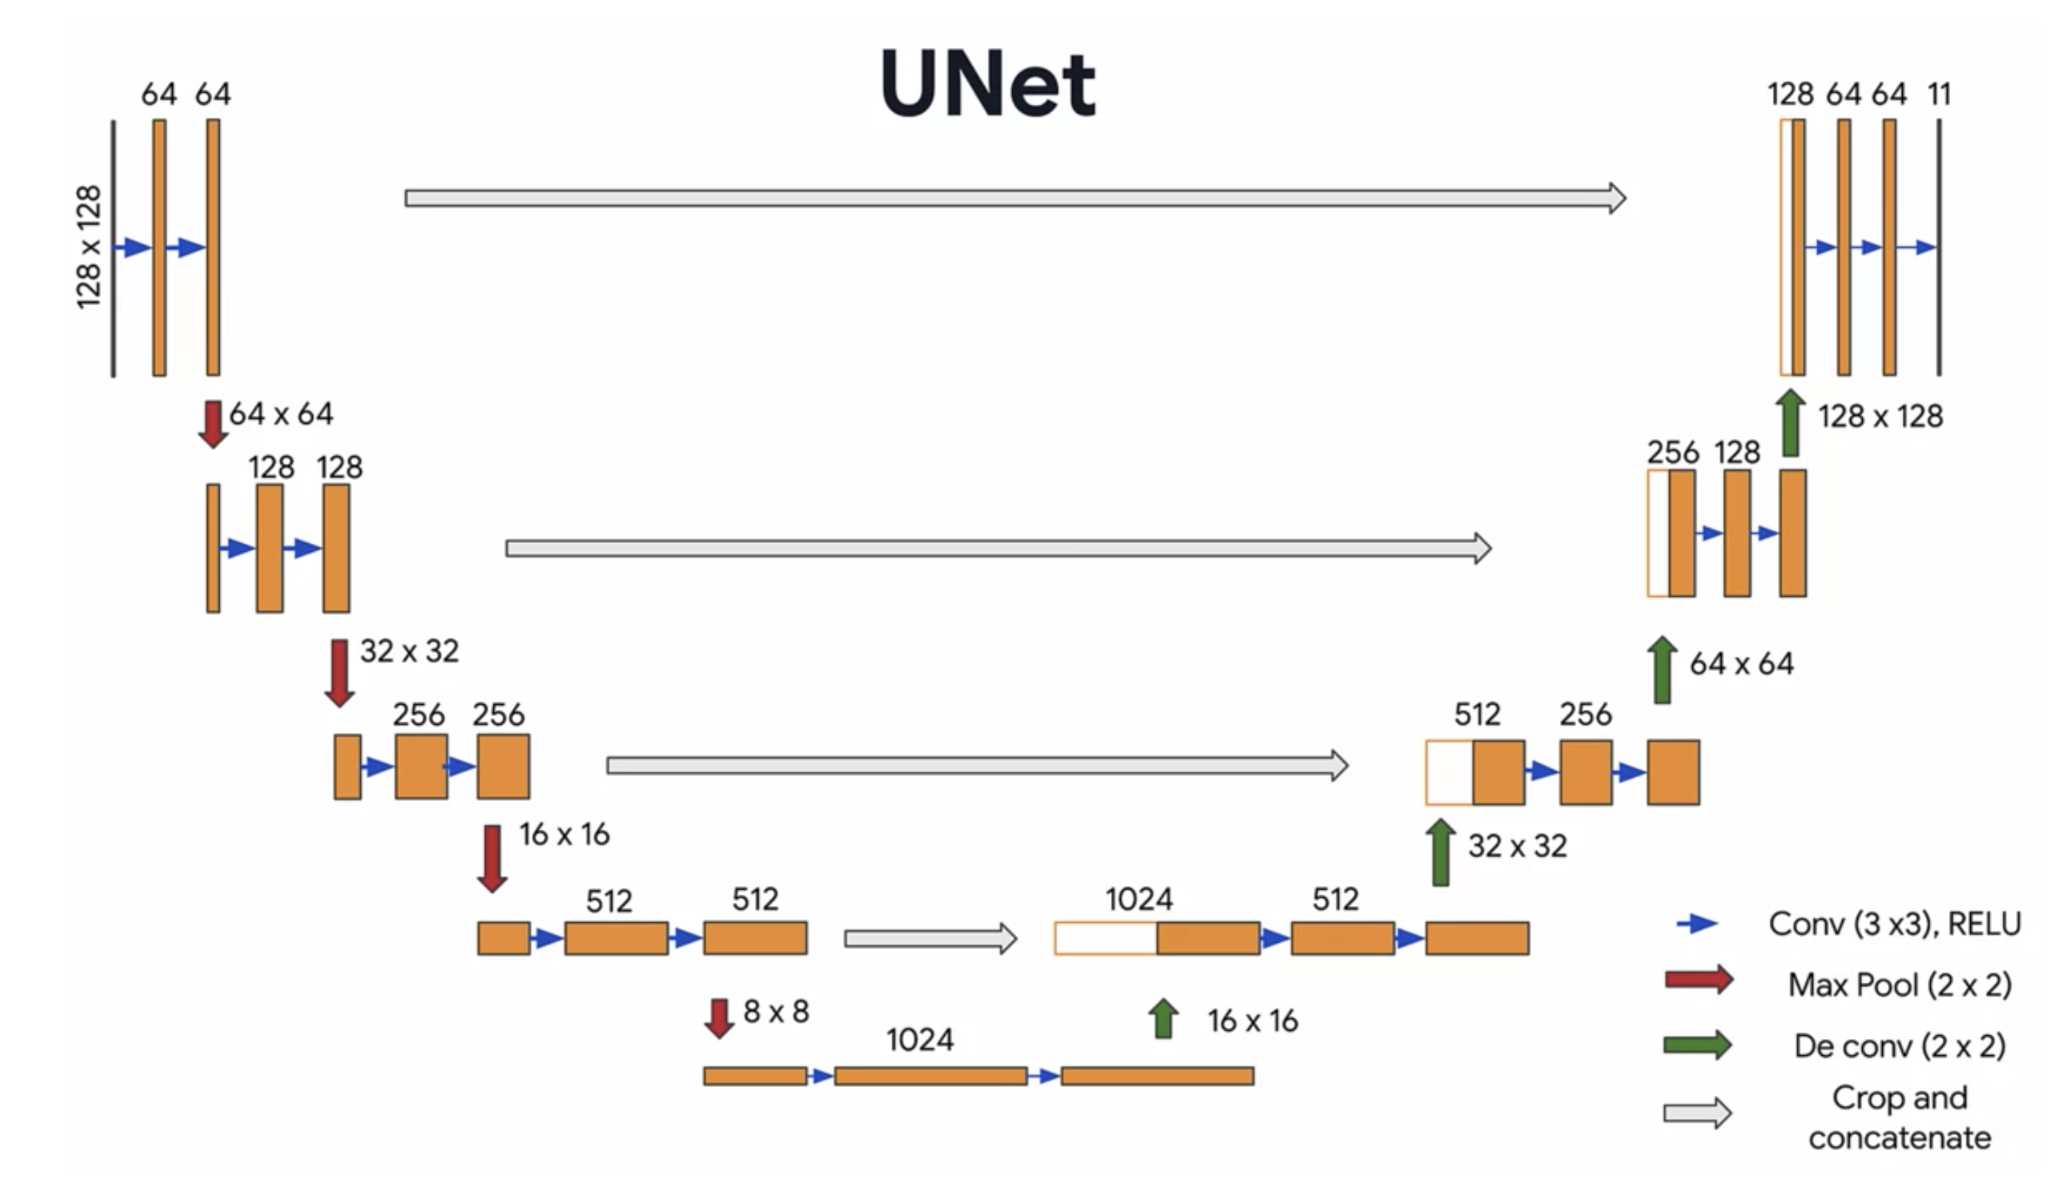 UNet
64 64
128 64 64 11
128 x 128
64 x 64
128 x 128
128 128
256 128
32 x 32
64 x 64
256 256
512 256
16 x 16
32 x 32
512 512
1024 512
8 x 8
16 x 16
1024
Conv (3 x3), RELU
Max Pool (2 x 2)
De conv (2 x 2)
Crop and
concatenate